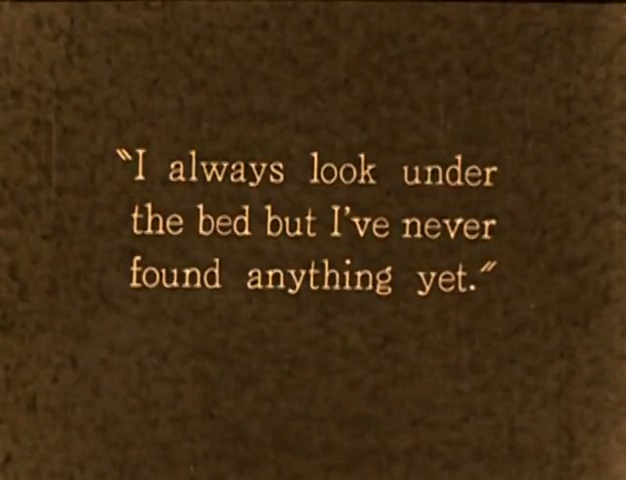 "I always look under
the bed but I've never
found anything yet."